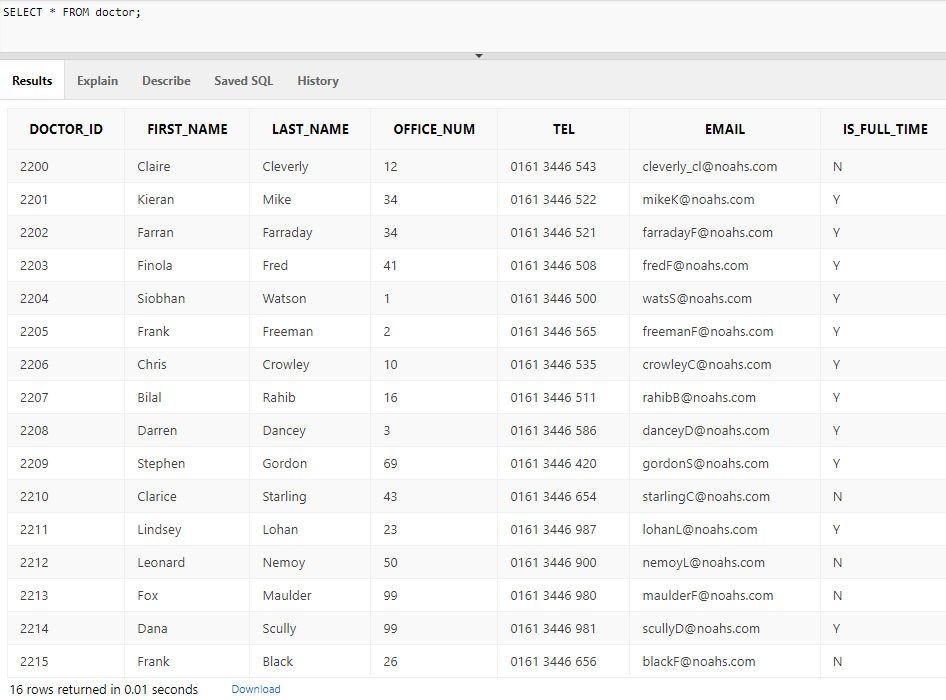 SELECT * FROM doctor;
Results Explain Describe Saved SQL History
DOCTOR_ID FIRST_NAME LAST_NAME OFFICE_NUM TEL EMAIL IS_FULL_TIME
2200 Claire Cleverly 12 0161 3446 543 cleverly_cl@noahs.com N
2201 Kieran Mike 34 0161 3446 522 mikeK@noahs.com Y
2202 Farran Farraday 34 0161 3446 521 farradayF@noahs.com Y
2203 Finola Fred 41 0161 3446 508 fredF@noahs.com Y
2204 Siobhan Watson 1 0161 3446 500 watsS@noahs.com Y
2205 Frank Freeman 2 0161 3446 565 freemanF@noahs.com Y
2206 Chris Crowley 10 0161 3446 535 crowleyC@noahs.com Y
2207 Bilal Rahib 16 0161 3446 511 rahibB@noahs.com Y
2208 Darren Dancey 3 0161 3446 586 danceyD@noahs.com Y
2209 Stephen Gordon 69 0161 3446 420 gordonS@noahs.com Y
2210 Clarice Starling 43 0161 3446 654 starlingC@noahs.com N
2211 Lindsey Lohan 23 0161 3446 987 lohanL@noahs.com Y
2212 Leonard Nemoy 50 0161 3446 900 nemoyL@noahs.com N
2213 Fox Maulder 99 0161 3446 980 maulderF@noahs.com N
2214 Dana Scully 99 0161 3446 981 scullyD@noahs.com Y
2215 Frank Black 26 0161 3446 656 blackF@noahs.com N
16 rows returned in 0.01 seconds Download